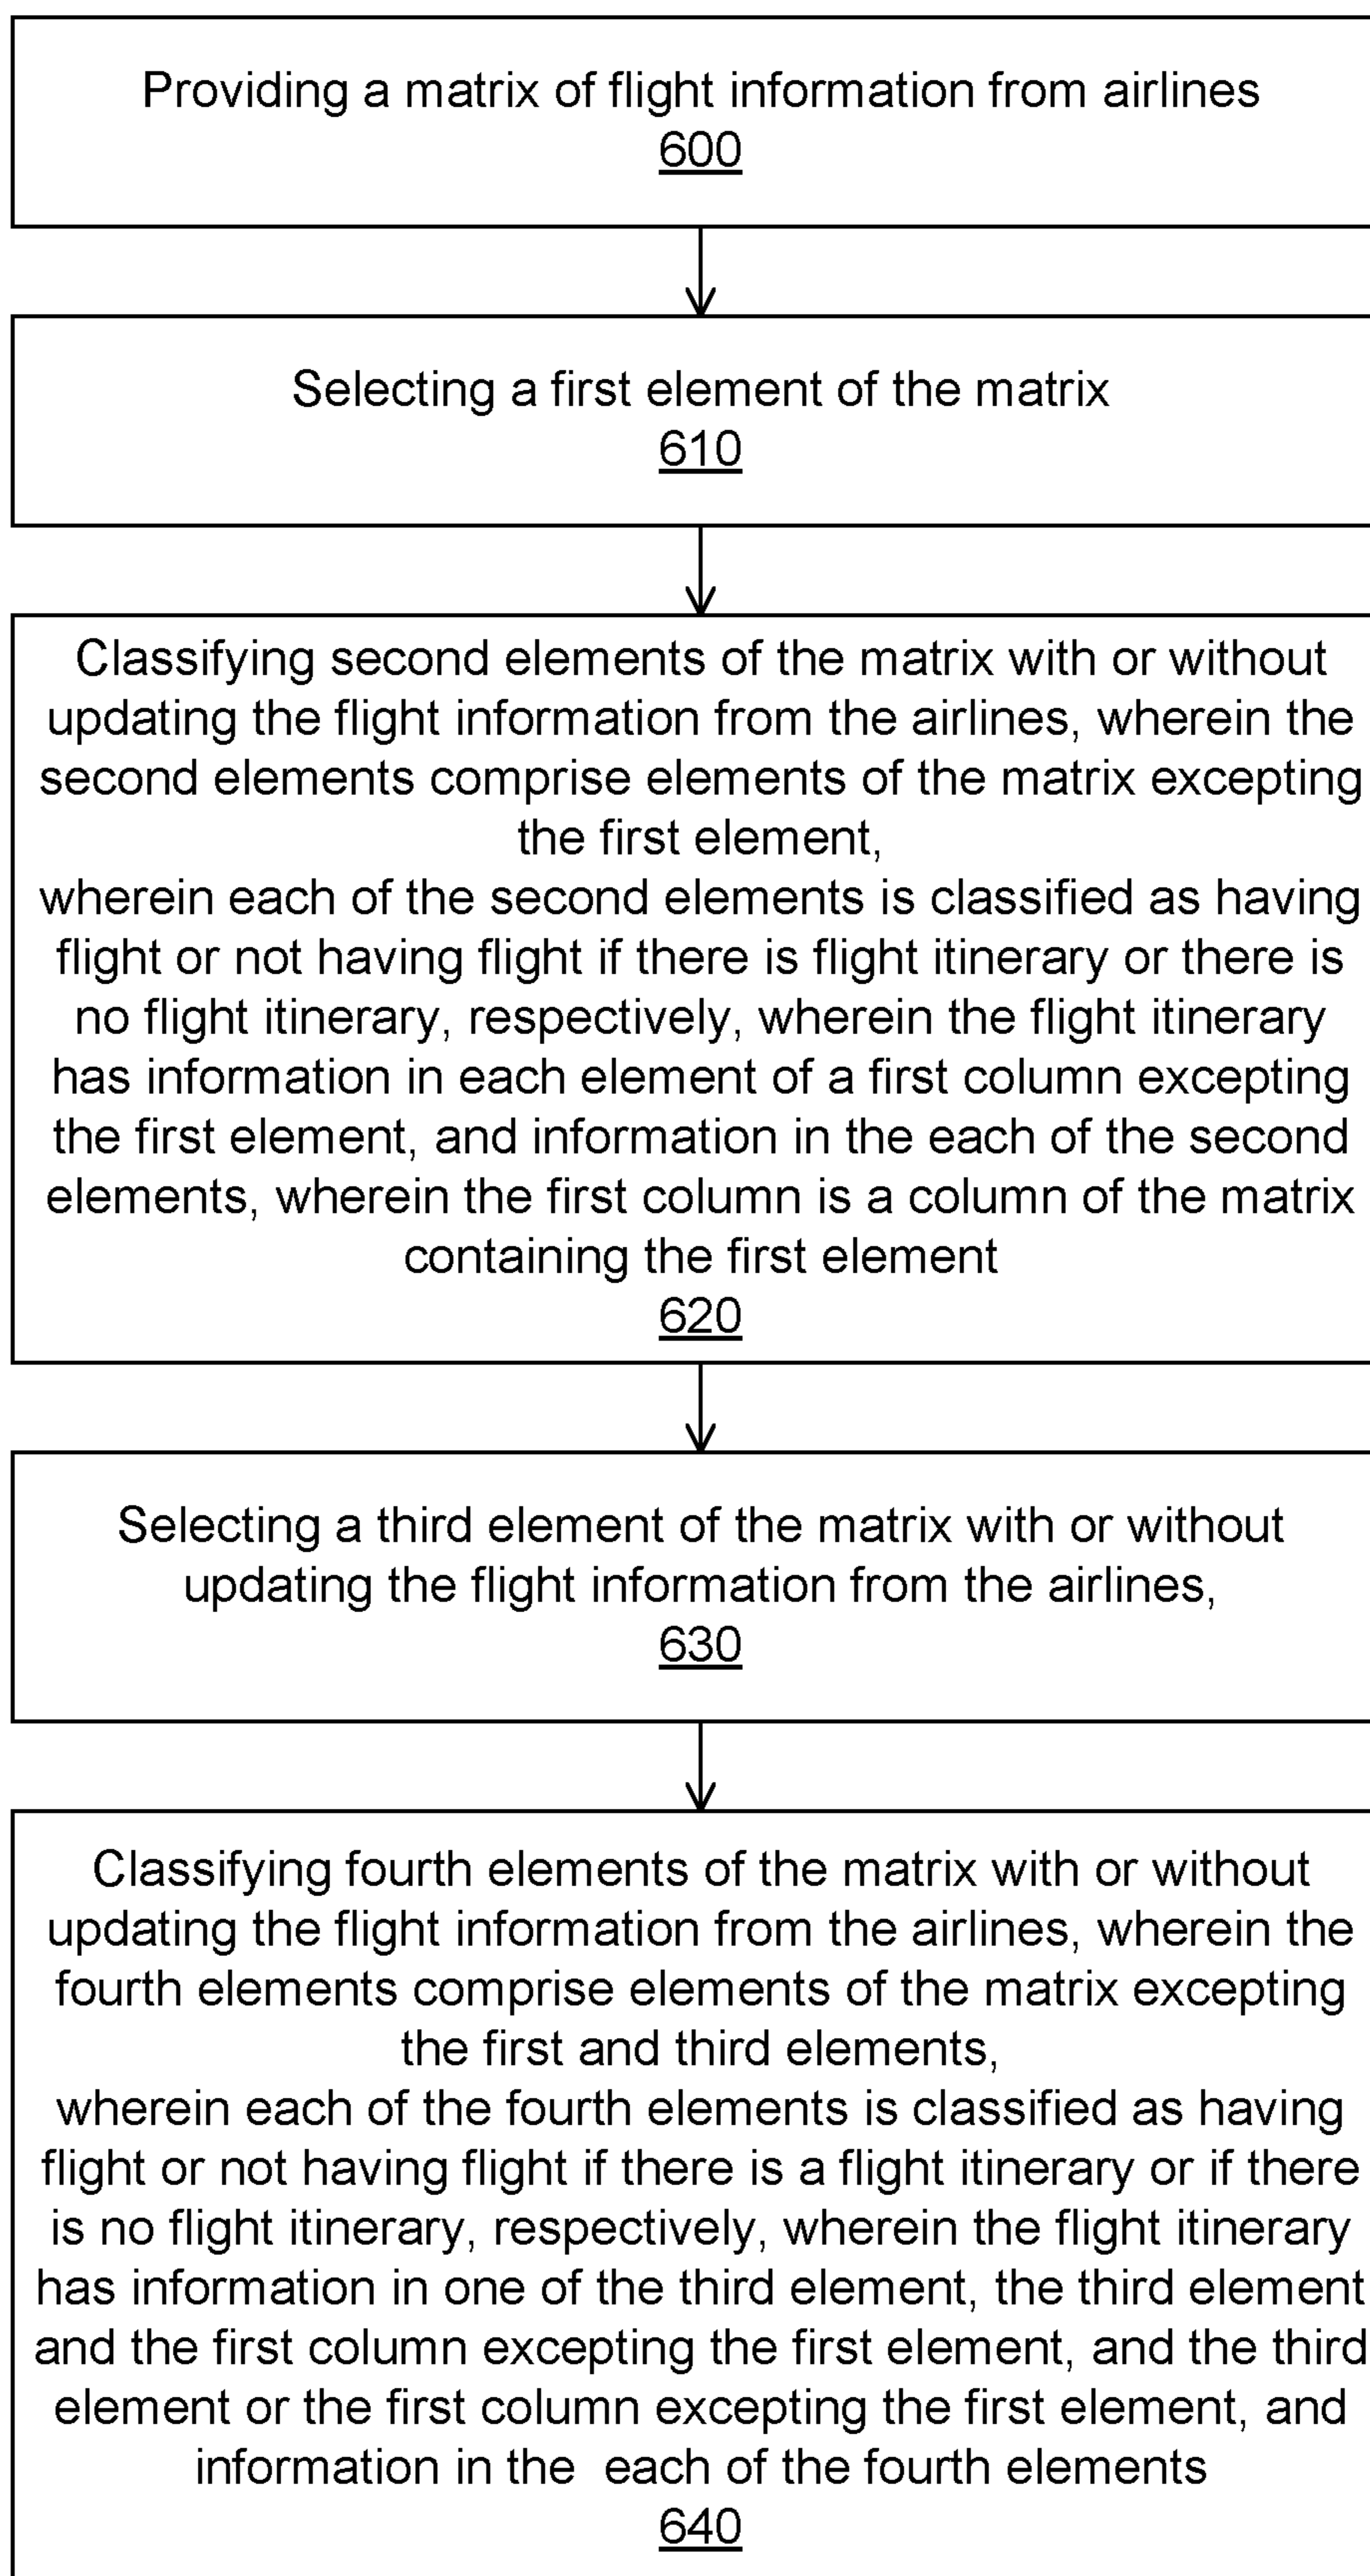 Providing a matrix of flight information from airlines
600
Selecting a first element of the matrix
610
Classifying second elements of the matrix with or without
updating the flight information from the airlines, wherein the
second elements comprise elements of the matrix excepting
the first element,
wherein each of the second elements is classified as having
flight or not having flight if there is flight itinerary or there is
no flight itinerary, respectively, wherein the flight itinerary
has information in each element of a first column excepting
the first element, and information in the each of the second
elements, wherein the first column is a column of the matrix
containing the first element
620
Selecting a third element of the matrix with or without
updating the flight information from the airlines,
630
Classifying fourth elements of the matrix with or without
updating the flight information from the airlines, wherein the
fourth elements comprise elements of the matrix excepting
the first and third elements,
wherein each of the fourth elements is classified as having
flight or not having flight if there is a flight itinerary or if there
is no flight itinerary, respectively, wherein the flight itinerary
has information in one of the third element, the third element
and the first column excepting the first element, and the third
element or the first column excepting the first element, and
information in the each of the fourth elements
640